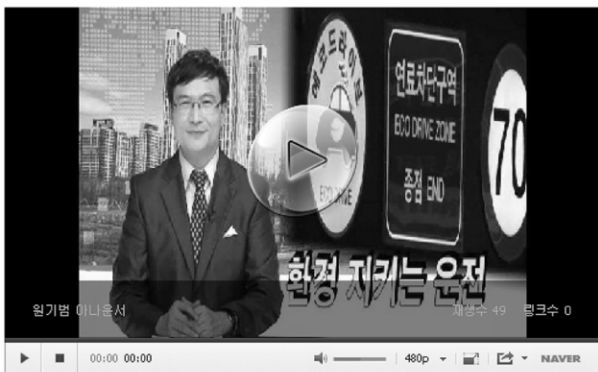 에코드라이브
ECO DRIVE
연료차단구역
ECO DRIVE ZONE
종점 END
70
환경 지키는 운전
원기범 아나운서
재생수 49 링크수 0
00:00 00:00
480p
NAVER